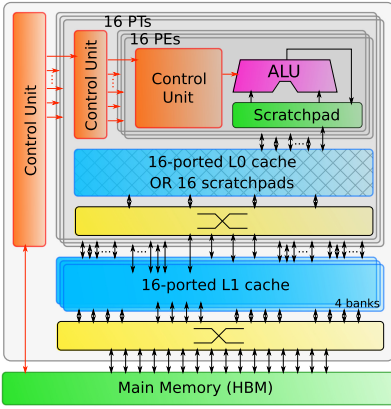 16 PTs
16 PEs
Control Unit
Control Unit
Control
Unit
ALU
Scratchpad
16-ported L0 cache
OR 16 scratchpads
16-ported L1 cache
4 banks
Main Memory (HBM)